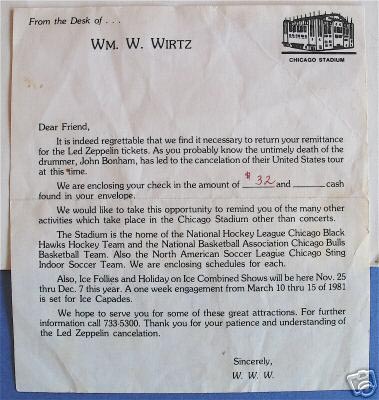 From the Desk of . . .
WM. W. WIRTZ
CHICAGO STADIUM
Dear Friend,
It is indeed regrettable that we find it necessary to return your remittance
for the Led Zeppelin tickets. As you probably know the untimely death of the
drummer, John Bonham, has led to the cancelation of their United States tour
at this time.
We are enclosing your check in the amount of $32 and ______ cash
found in your envelope.
We would like to take this opportunity to remind you of the many other
activities which take place in the Chicago Stadium other than concerts.
The Stadium is the home of the National Hockey League Chicago Black
Hawks Hockey Team and the National Basketball Association Chicago Bulls
Basketball Team. Also the North American Soccer League Chicago Sting
Indoor Soccer Team. We are enclosing schedules for each.
Also, Ice Follies and Holiday on Ice Combined Shows will be here Nov. 25
thru Dec. 7 this year. A one week engagement from March 10 thru 15 of 1981
is set for Ice Capades.
We hope to serve you for some of these great attractions. For further
information call 733-5300. Thank you for your patience and understanding of
the Led Zeppelin cancelation.
Sincerely,
W. W. W.
ebY